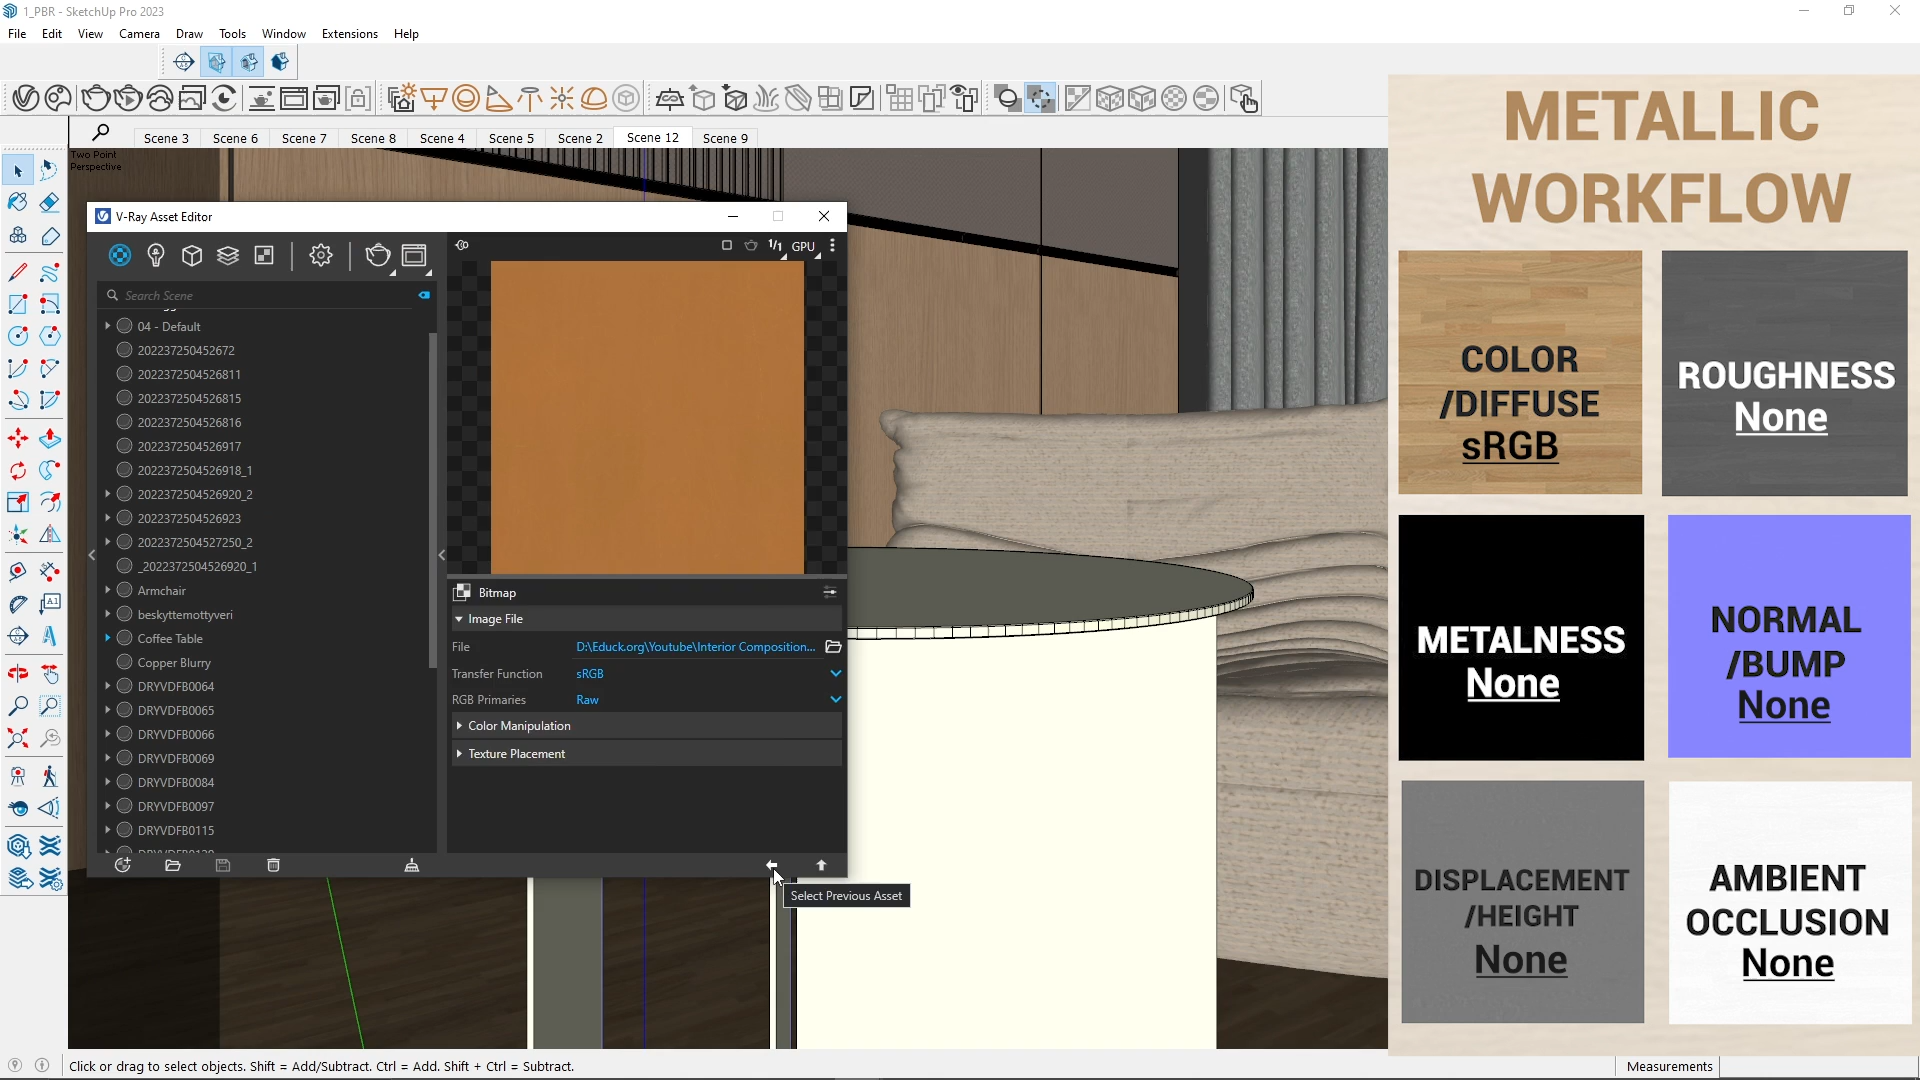 1_PBR - SketchUp Pro 2023
File Edit View Camera Draw Tools Window Extensions Help
Scene 3 Scene 6 Scene 7 Scene 8 Scene 4 Scene 5 Scene 2 Scene 12 Scene 9
Two Point
Perspective
V-Ray Asset Editor
1/1 GPU
Search Scene
04 - Default
202237250452672
2022372504526811
2022372504526815
2022372504526816
2022372504526917
2022372504526918_1
2022372504526920_2
2022372504526923
2022372504527250_2
_2022372504526920_1
Armchair
beskyttemottyveri
Coffee Table
Copper Blurry
DRYVDFB0064
DRYVDFB0065
DRYVDFB0066
DRYVDFB0069
DRYVDFB0084
DRYVDFB0097
DRYVDFB0115
Bitmap
Image File
File D:\Educk.org\Youtube\Interior Composition...
Transfer Function sRGB
RGB Primaries Raw
Color Manipulation
Texture Placement
Select Previous Asset
METALLIC
WORKFLOW
COLOR
/DIFFUSE
sRGB
ROUGHNESS
None
METALNESS
None
NORMAL
/BUMP
None
DISPLACEMENT
/HEIGHT
None
AMBIENT
OCCLUSION
None
Click or drag to select objects. Shift = Add/Subtract. Ctrl = Add. Shift + Ctrl = Subtract.
Measurements